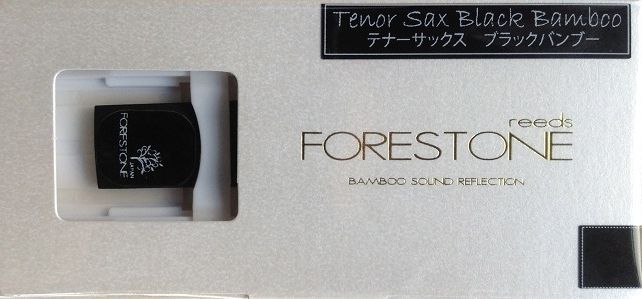 Tenor Sax Black Bamboo
テナーサックス ブラックバンブー
reeds
FORESTONE
BAMBOO SOUND REFLECTION
FORESTONE
JAPAN